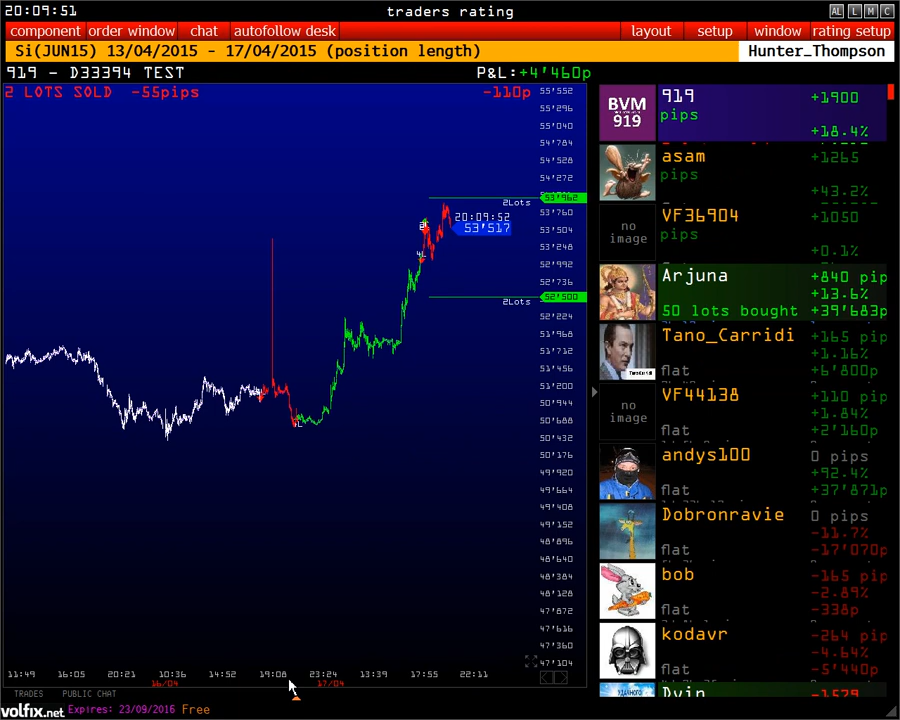 20:09:51
traders rating
AL L M C
component order window chat autofollow desk layout setup window rating setup
Si(JUN15) 13/04/2015 - 17/04/2015 (position length)
Hunter_Thompson
919 - D33394 TEST
P&L:+4'460p
2 LOTS SOLD -55pips
-110p
55'552
55'296
55'040
54'784
54'528
54'272
53'962
2Lots
53'760
20:09:52
53'517
53'504
53'248
52'992
52'736
52'500
2Lots
52'224
51'968
51'712
51'456
51'200
50'944
50'688
50'432
50'176
49'920
49'664
49'408
49'152
48'896
48'640
48'384
48'128
47'872
47'616
47'360
47'104
11:49 16:05 20:21 10:36 14:52 19:08 23:24 13:39 17:55 22:11
16/04 17/04
TRADES PUBLIC CHAT
volfix.net Expires: 23/09/2016 Free
BVM
919
919
+1900
pips
+18.4%
asam
+1265
pips
+43.2%
no
image
VF36904
+1050
pips
+0.1%
Arjuna
+840 pip
+13.6%
50 lots bought
+39'683p
Tano_Carridi
+165 pip
+1.16%
flat
+6'800p
no
image
VF44138
+110 pip
+1.84%
flat
+2'160p
andys100
0 pips
+92.4%
flat
+37'871p
Dobronravie
0 pips
-11.7%
flat
-17'070p
bob
-165 pip
-2.89%
flat
-338p
kodavr
-264 pip
-4.64%
flat
-5'440p
Dvin
-1579